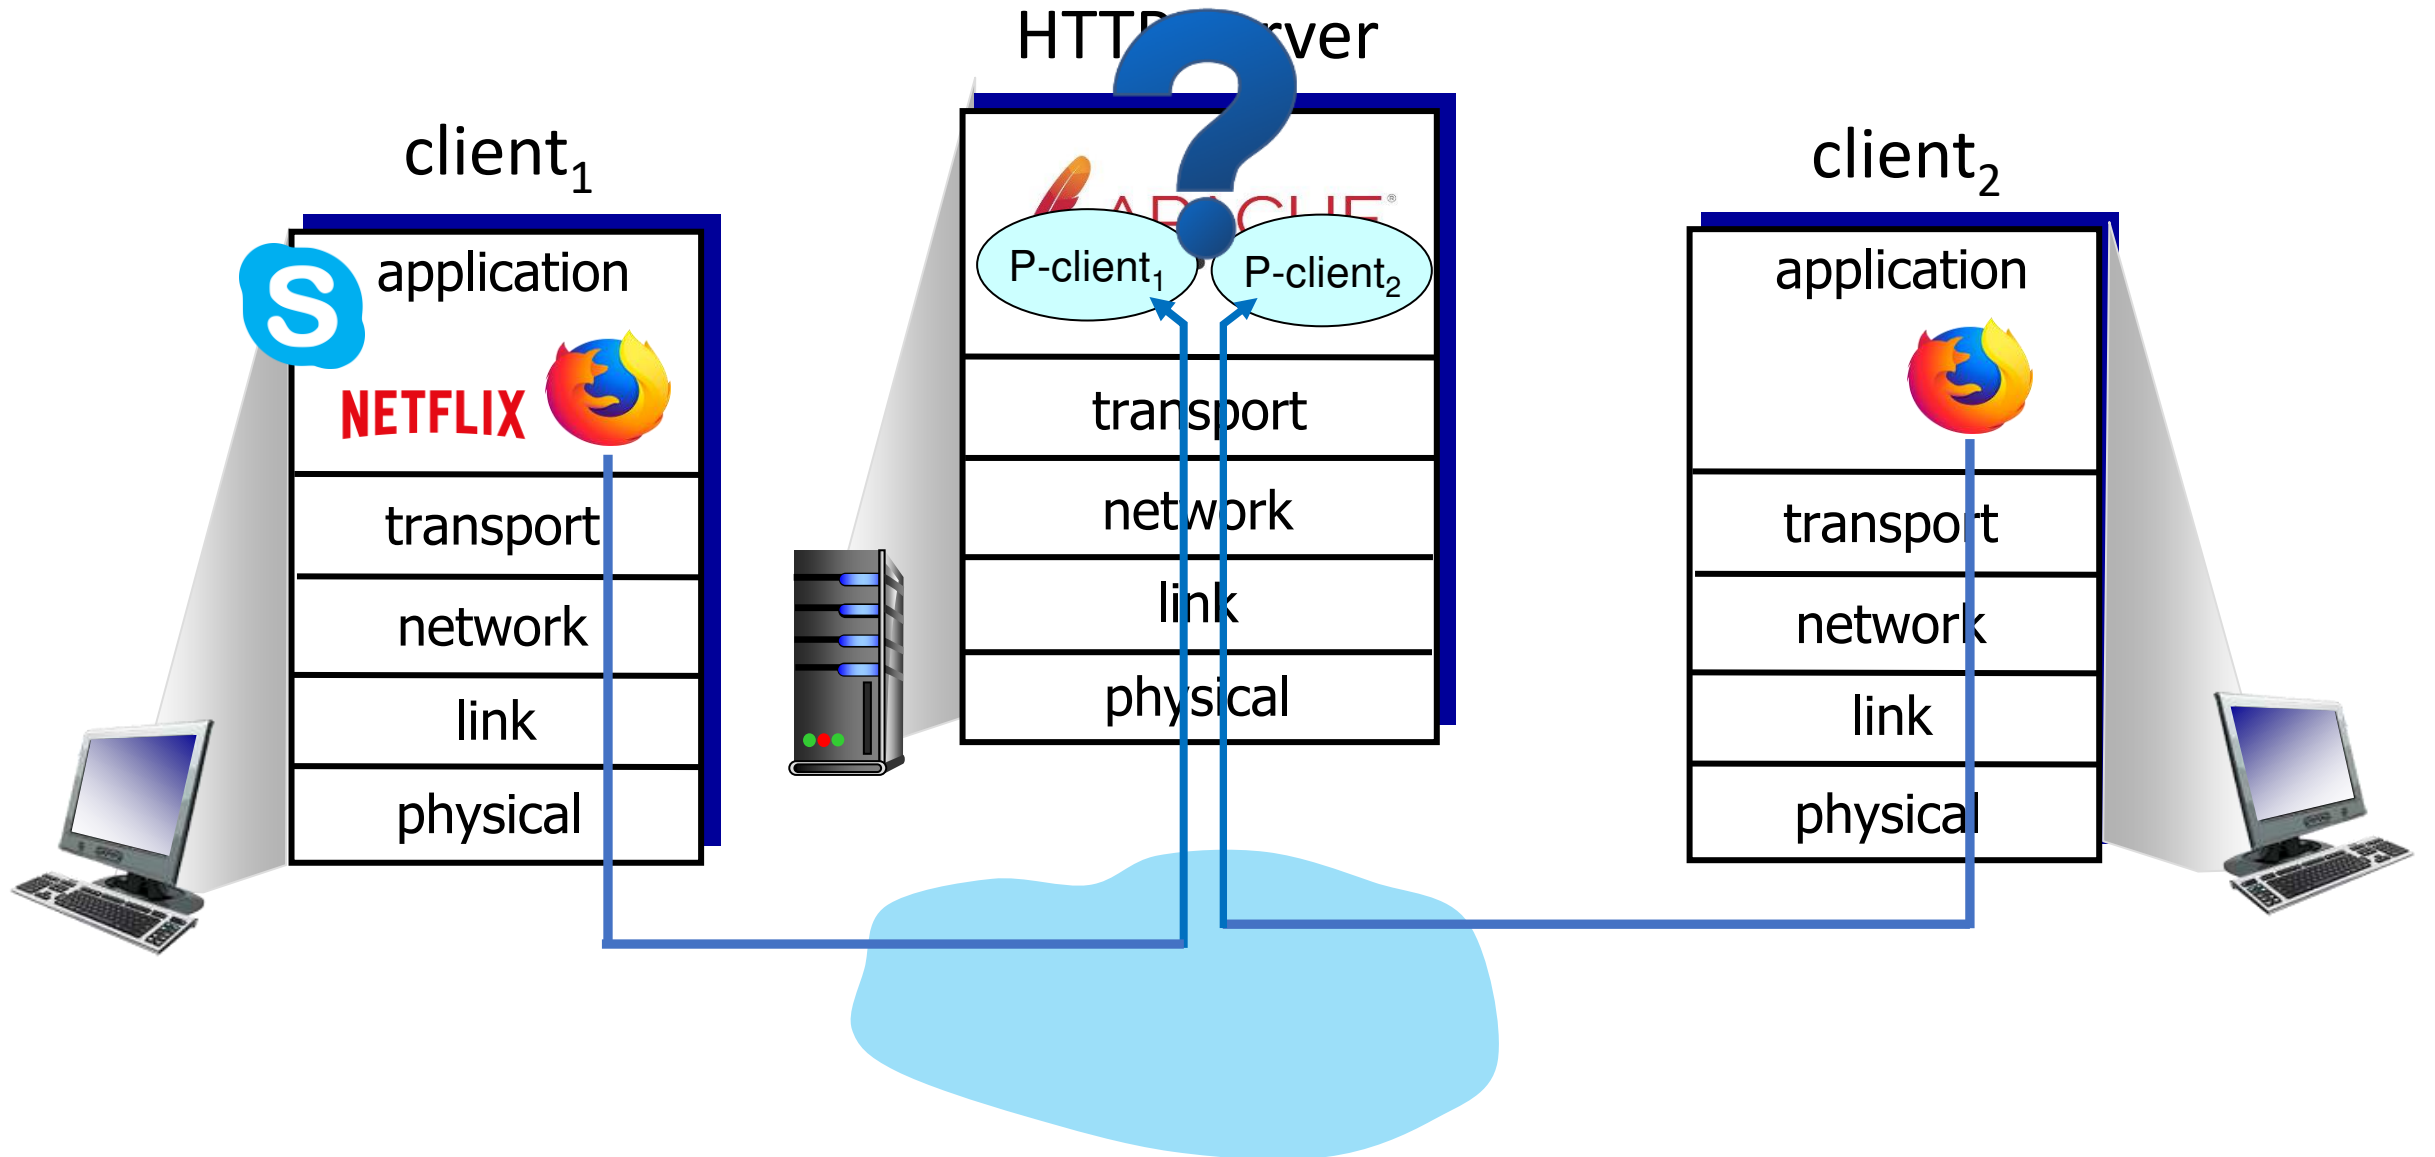 HTTP server
client1
application
NETFLIX
transport
network
link
physical
APACHE®
P-client1
P-client2
transport
network
link
physical
client2
application
transport
network
link
physical